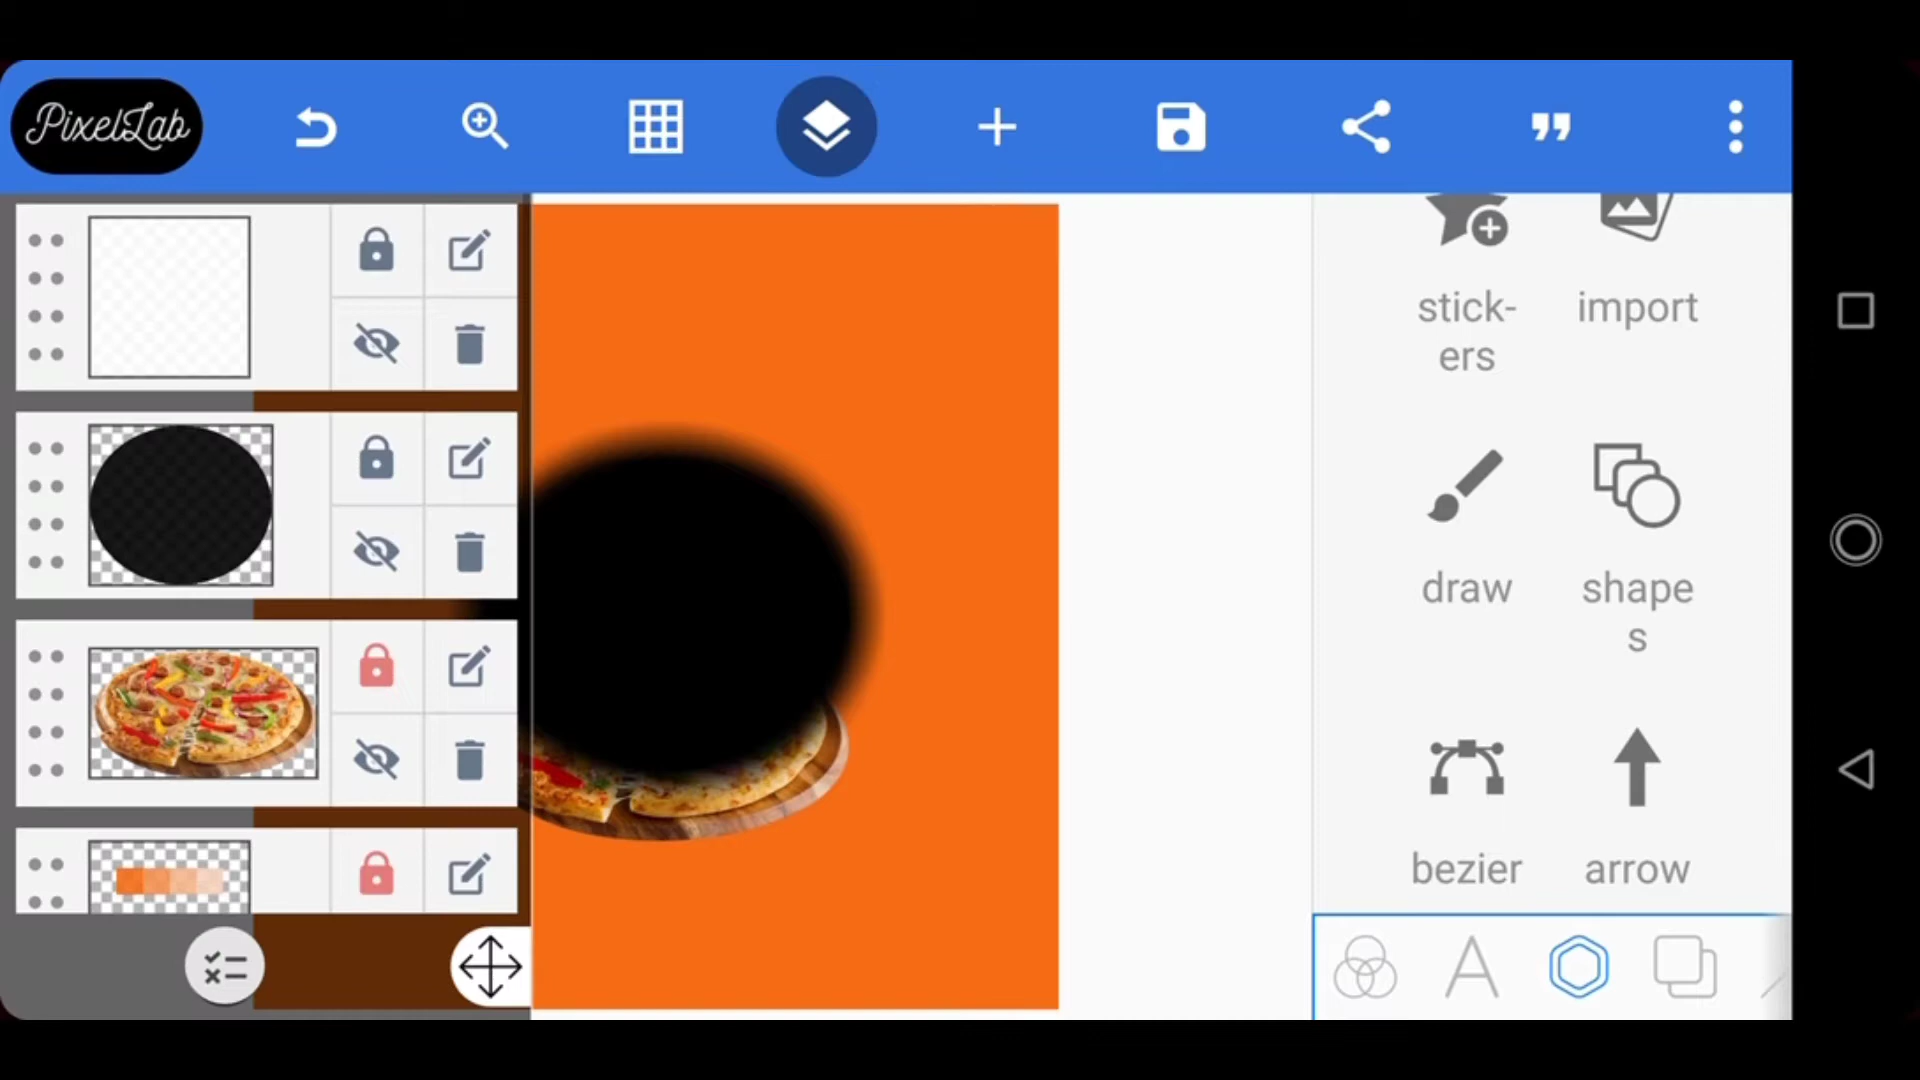 PixelLab
stick-
ers
import
draw
shape
s
bezier
arrow